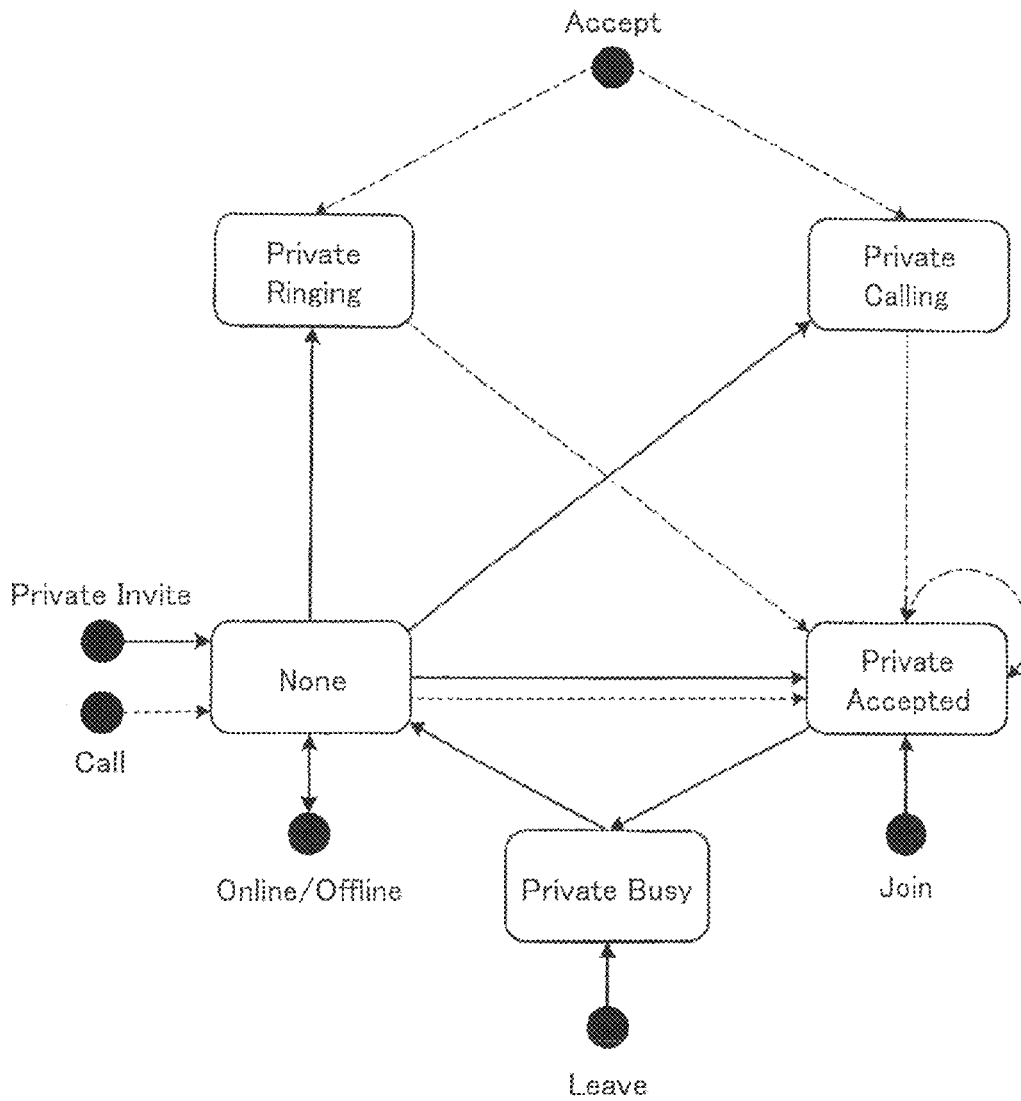 Accept
Private
Ringing
Private
Calling
Private Invite
None
Private
Accepted
Call
Online/Offline
Private Busy
Join
Leave